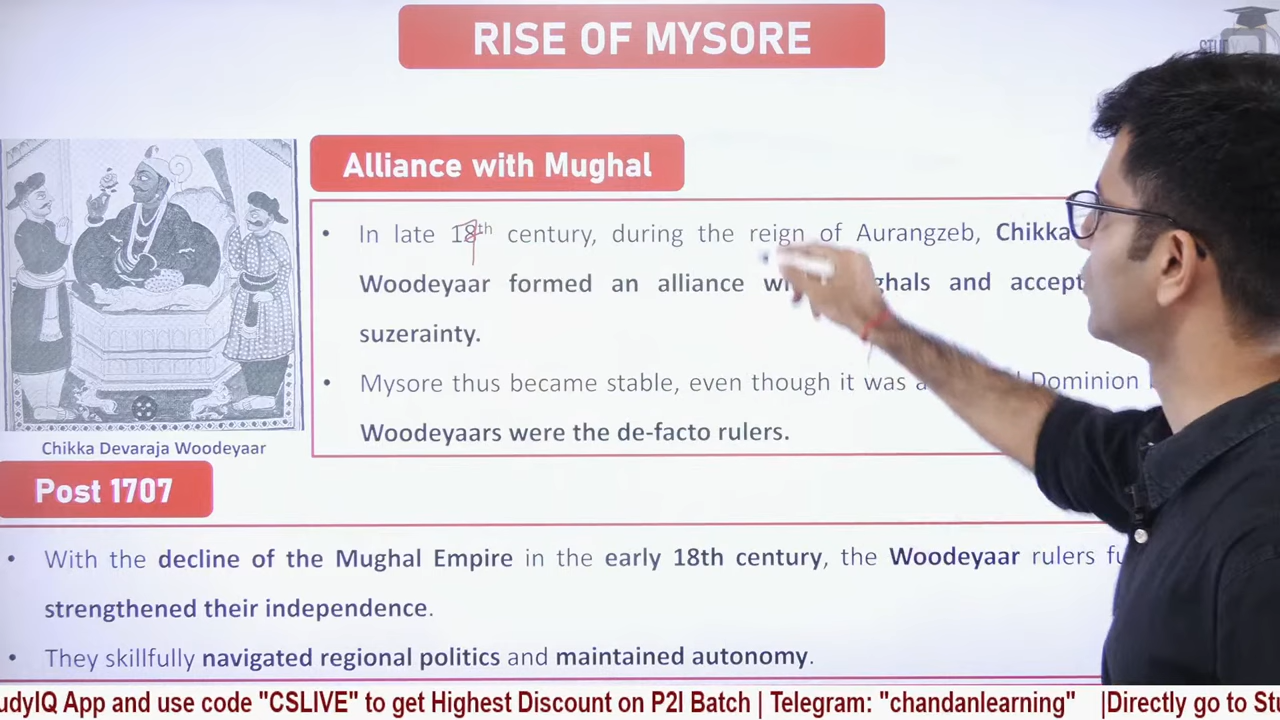 RISE OF MYSORE
STUDY
Alliance with Mughal
• In late 18th century, during the reign of Aurangzeb, Chikka
Woodeyaar formed an alliance and accept
suzerainty.
• Mysore thus became stable, even though it was Dominion
Woodeyaars were the de-facto rulers.
Chikka Devaraja Woodeyaar
Post 1707
• With the decline of the Mughal Empire in the early 18th century, the Woodeyaar rulers
strengthened their independence.
• They skillfully navigated regional politics and maintained autonomy.
udyIQ App and use code "CSLIVE" to get Highest Discount on P2I Batch | Telegram: "chandanlearning" |Directly go to Stu